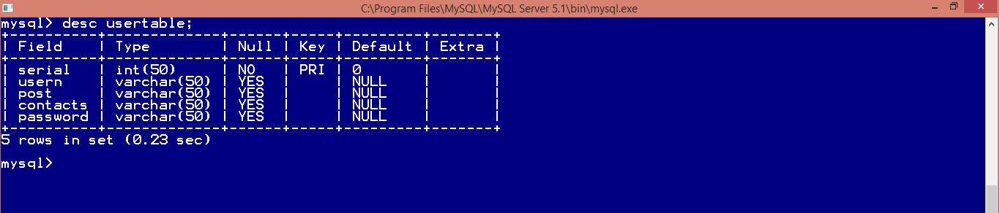 C:\Program Files\MySQL\MySQL Server 5.1\bin\mysql.exe
mysql> desc usertable;
+----------+-------------+------+-----+---------+-------+
| Field    | Type        | Null | Key | Default | Extra |
+----------+-------------+------+-----+---------+-------+
| serial   | int(50)     | NO   | PRI | 0       |       |
| usern    | varchar(50) | YES  |     | NULL    |       |
| post     | varchar(50) | YES  |     | NULL    |       |
| contacts | varchar(50) | YES  |     | NULL    |       |
| password | varchar(50) | YES  |     | NULL    |       |
+----------+-------------+------+-----+---------+-------+
5 rows in set (0.23 sec)
mysql>